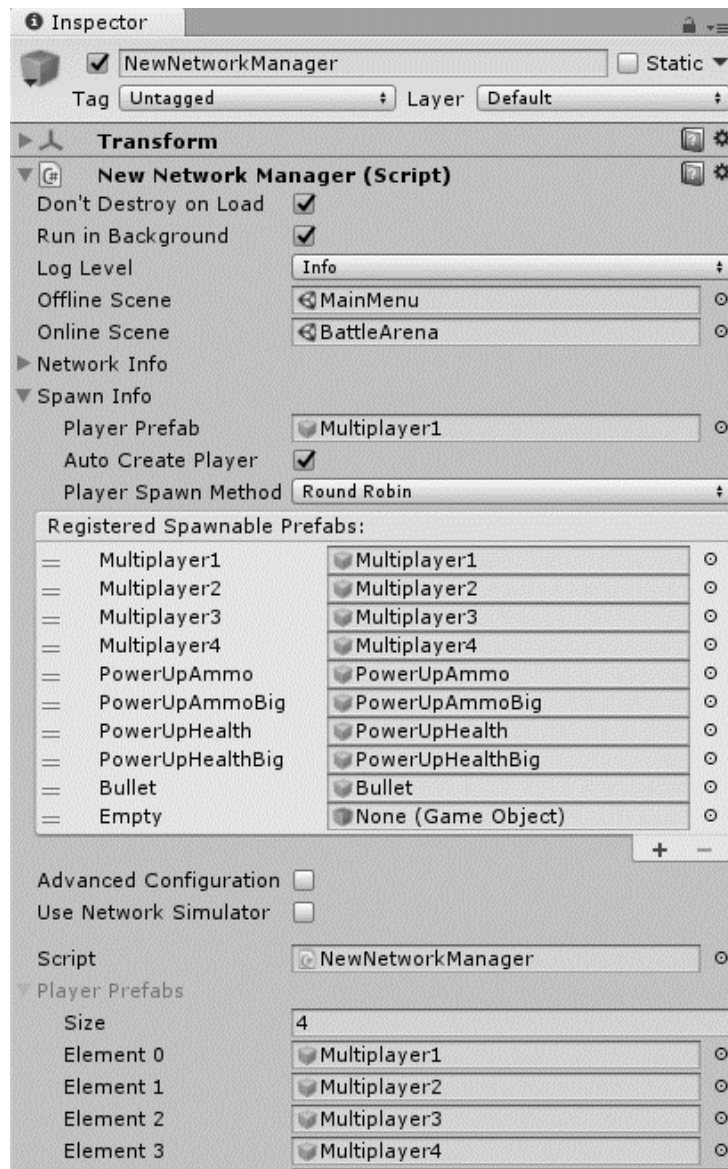 Inspector
NewNetworkManager Static
Tag Untagged Layer Default
Transform
New Network Manager (Script)
Don't Destroy on Load
Run in Background
Log Level Info
Offline Scene MainMenu
Online Scene BattleArena
Network Info
Spawn Info
Player Prefab Multiplayer1
Auto Create Player
Player Spawn Method Round Robin
Registered Spawnable Prefabs:
Multiplayer1 Multiplayer1
Multiplayer2 Multiplayer2
Multiplayer3 Multiplayer3
Multiplayer4 Multiplayer4
PowerUpAmmo PowerUpAmmo
PowerUpAmmoBig PowerUpAmmoBig
PowerUpHealth PowerUpHealth
PowerUpHealthBig PowerUpHealthBig
Bullet Bullet
Empty None (Game Object)
Advanced Configuration
Use Network Simulator
Script NewNetworkManager
Player Prefabs
Size 4
Element 0 Multiplayer1
Element 1 Multiplayer2
Element 2 Multiplayer3
Element 3 Multiplayer4